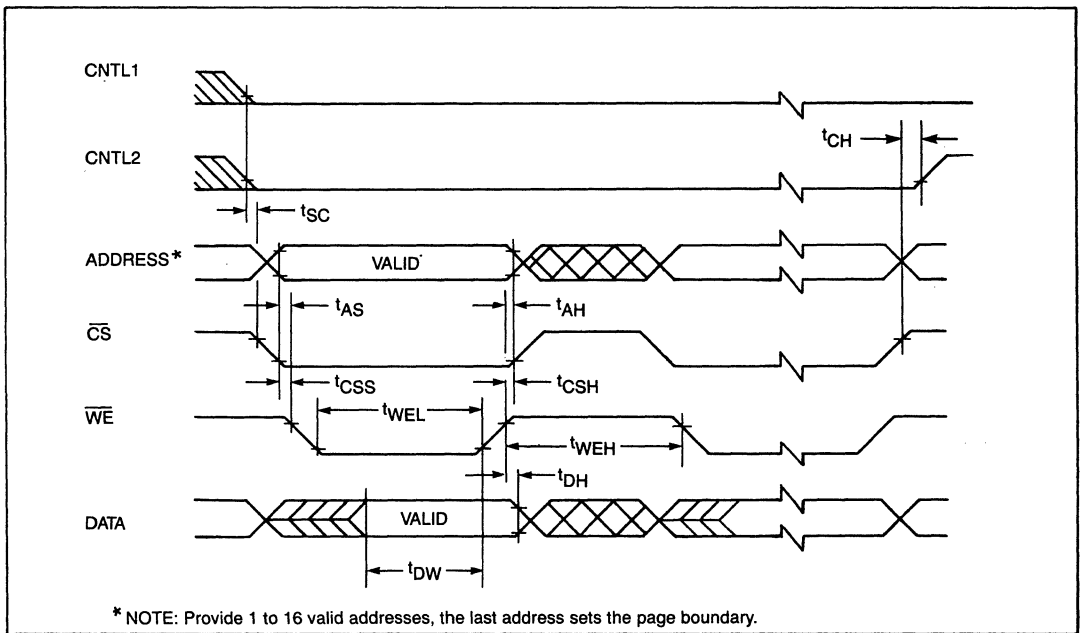 CNTL1
tCH
CNTL2
tSC
ADDRESS*
VALID
tAS
tAH
CS
tCSS
tCSH
WE
tWEL
tWEH
tDH
DATA
VALID
tDW
* NOTE: Provide 1 to 16 valid addresses, the last address sets the page boundary.